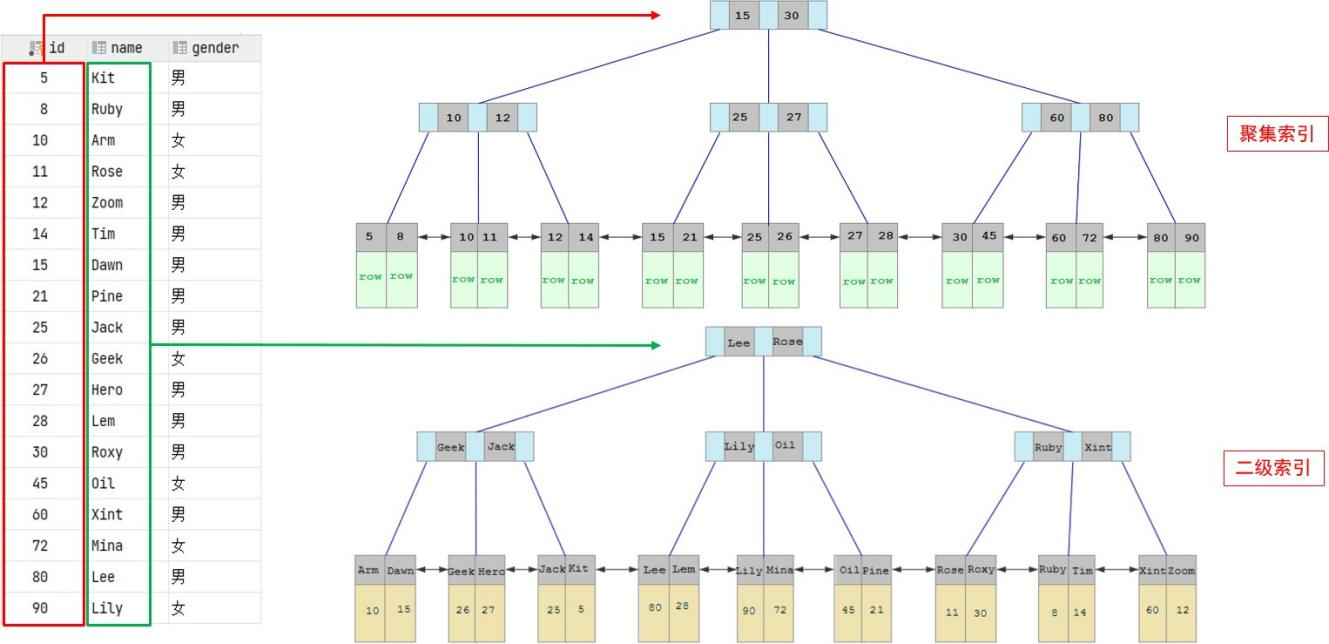 id name gender
5 Kit 男
8 Ruby 男
10 Arm 女
11 Rose 女
12 Zoom 男
14 Tim 男
15 Dawn 男
21 Pine 男
25 Jack 男
26 Geek 女
27 Hero 男
28 Lem 男
30 Roxy 男
45 Oil 女
60 Xint 男
72 Mina 女
80 Lee 男
90 Lily 女
15 30
10 12 25 27 60 80
聚集索引
5 8 10 11 12 14 15 21 25 26 27 28 30 45 60 72 80 90
row row row row row row row row row row row row row row row row row row
Lee Rose
Geek Jack Lily Oil Ruby Xint
二级索引
Arm Dawn Geek Hero Jack Kit Lee Lem Lily Mina Oil Pine Rose Roxy Ruby Tim Xint Zoom
10 15 26 27 25 5 80 28 90 72 45 21 11 30 8 14 60 12